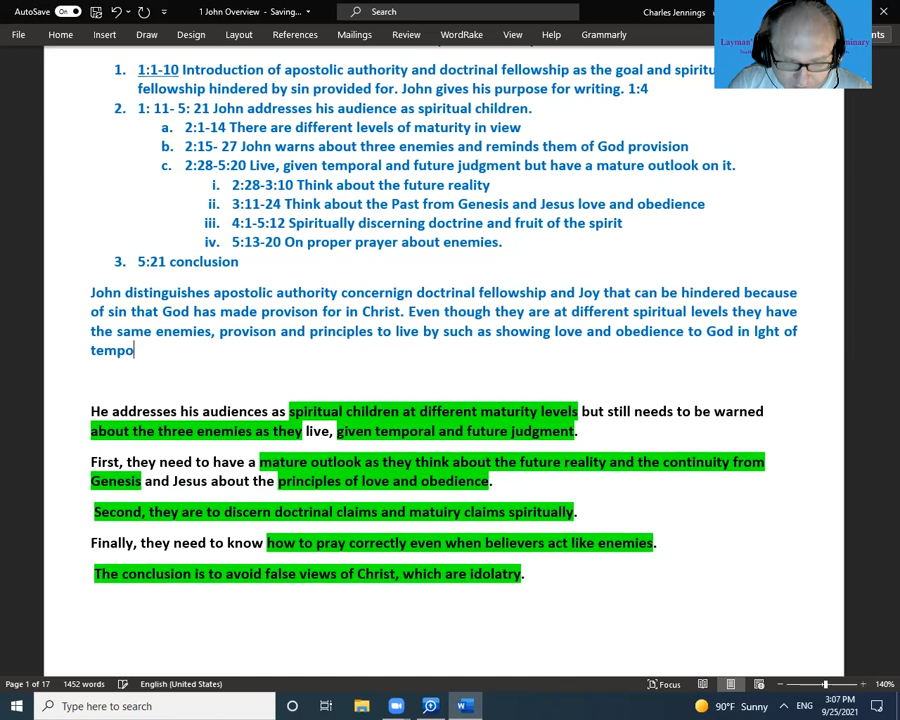 AutoSave On 1 John Overview - Saving... Search Charles Jennings
File Home Insert Draw Design Layout References Mailings Review WordRake View Help Grammarly
Layman's
1. 1:1-10 Introduction of apostolic authority and doctrinal fellowship as the goal and
fellowship hindered by sin provided for. John gives his purpose for writing. 1:4
2. 1: 11- 5: 21 John addresses his audience as spiritual children.
a. 2:1-14 There are different levels of maturity in view
b. 2:15- 27 John warns about three enemies and reminds them of God provision
c. 2:28-5:20 Live, given temporal and future judgment but have a mature outlook on it.
i. 2:28-3:10 Think about the future reality
ii. 3:11-24 Think about the Past from Genesis and Jesus love and obedience
iii. 4:1-5:12 Spiritually discerning doctrine and fruit of the spirit
iv. 5:13-20 On proper prayer about enemies.
3. 5:21 conclusion
John distinguishes apostolic authority concernign doctrinal fellowship and Joy that can be hindered because
of sin that God has made provison for in Christ. Even though they are at different spiritual levels they have
the same enemies, provison and principles to live by such as showing love and obedience to God in lght of
tempo
He addresses his audiences as spiritual children at different maturity levels but still needs to be warned
about the three enemies as they live, given temporal and future judgment.
First, they need to have a mature outlook as they think about the future reality and the continuity from
Genesis and Jesus about the principles of love and obedience.
Second, they are to discern doctrinal claims and matuiry claims spiritually.
Finally, they need to know how to pray correctly even when believers act like enemies.
The conclusion is to avoid false views of Christ, which are idolatry.
Page 1 of 17 1452 words English (United States) Focus 140%
Type here to search 90°F Sunny ENG 3:07 PM
9/25/2021